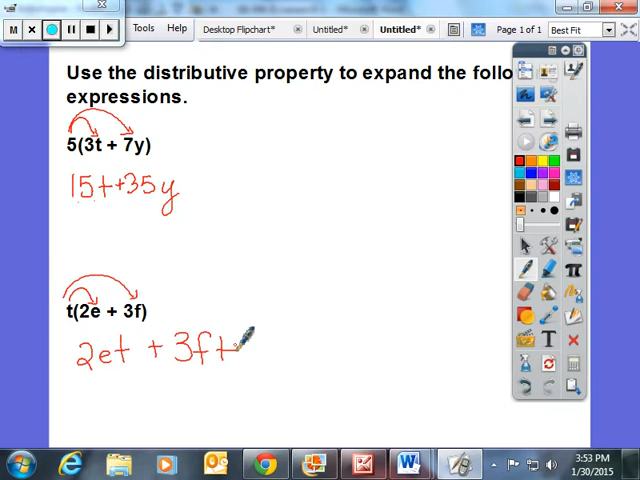 M
Tools Help Desktop Flipchart* Untitled* Untitled* Page 1 of 1 Best Fit
Use the distributive property to expand the follo
expressions.
5(3t + 7y)
15t+35y
t(2e + 3f)
2et + 3ft
3:53 PM
1/30/2015